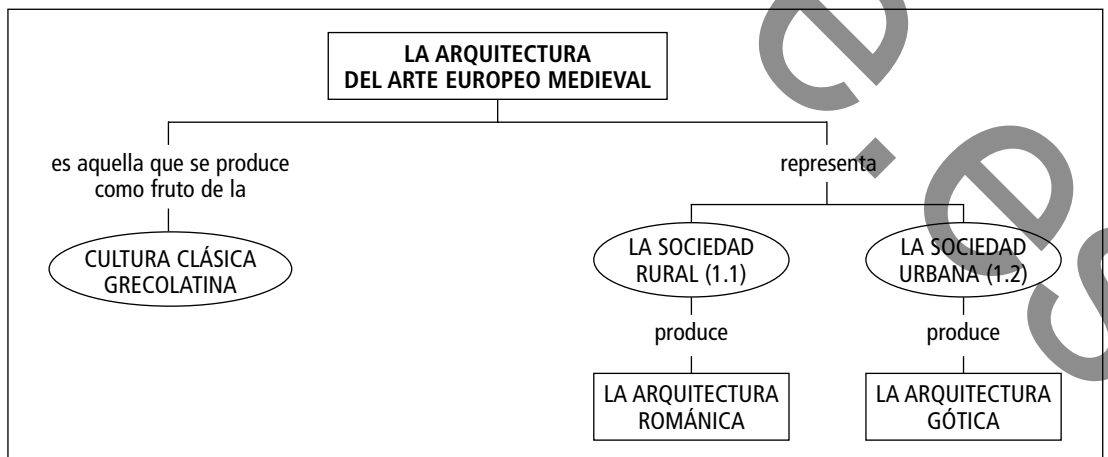 LA ARQUITECTURA
DEL ARTE EUROPEO MEDIEVAL
es aquella que se produce
como fruto de la
CULTURA CLÁSICA
GRECOLATINA
representa
LA SOCIEDAD
RURAL (1.1)
produce
LA ARQUITECTURA
ROMÁNICA
LA SOCIEDAD
URBANA (1.2)
produce
LA ARQUITECTURA
GÓTICA